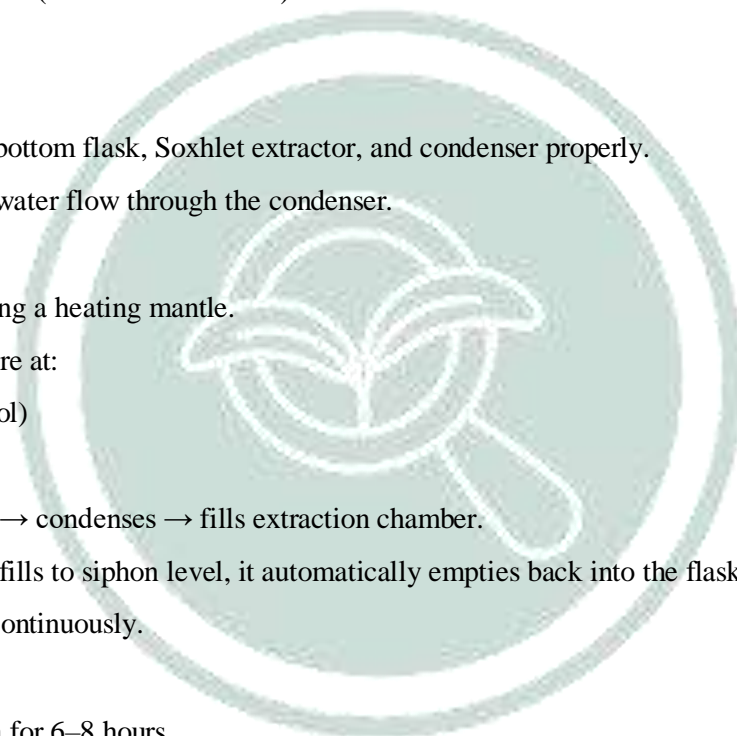 bottom flask, Soxhlet extractor, and condenser properly.
water flow through the condenser.
ng a heating mantle.
re at:
ol)
→ condenses → fills extraction chamber.
fills to siphon level, it automatically empties back into the flask
ontinuously.
for 6–8 hours